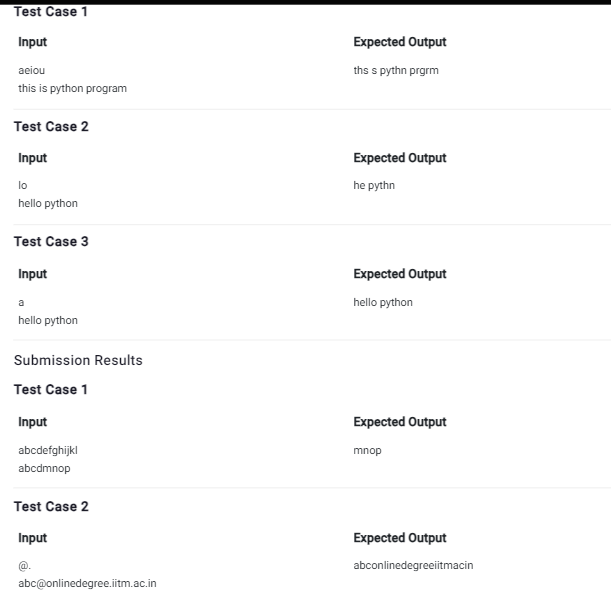 Test Case 1
Input Expected Output
aeiou ths s pythn prgrm
this is python program
Test Case 2
Input Expected Output
lo he pythn
hello python
Test Case 3
Input Expected Output
a hello python
hello python
Submission Results
Test Case 1
Input Expected Output
abcdefghijkl mnop
abcdmnop
Test Case 2
Input Expected Output
@. abconlinedegreeiitmacin
abc@onlinedegree.iitm.ac.in